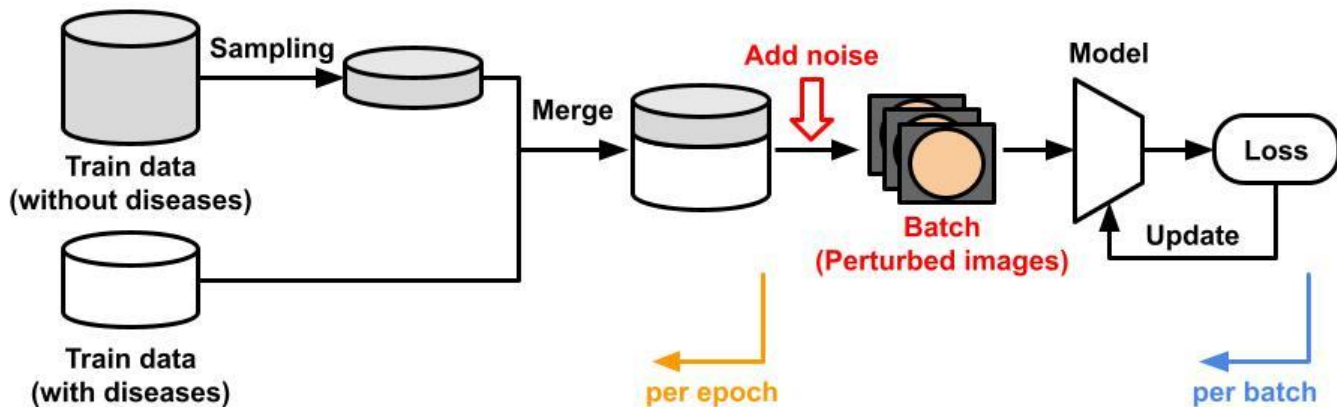 Sampling
Train data
(without diseases)
Train data
(with diseases)
Merge
Add noise
Batch
(Perturbed images)
Model
Loss
Update
per epoch
per batch